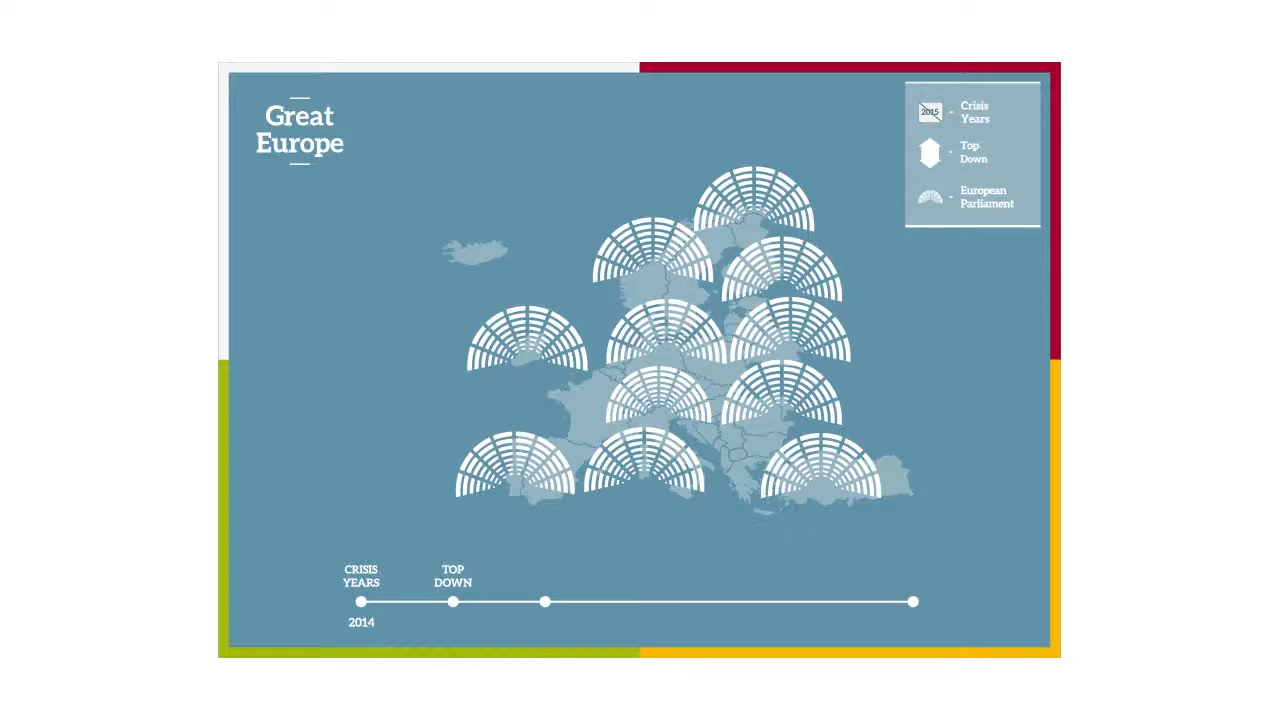 Great
Europe
2015 - Crisis
Years
- Top
Down
- European
Parliament
CRISIS
YEARS
TOP
DOWN
2014